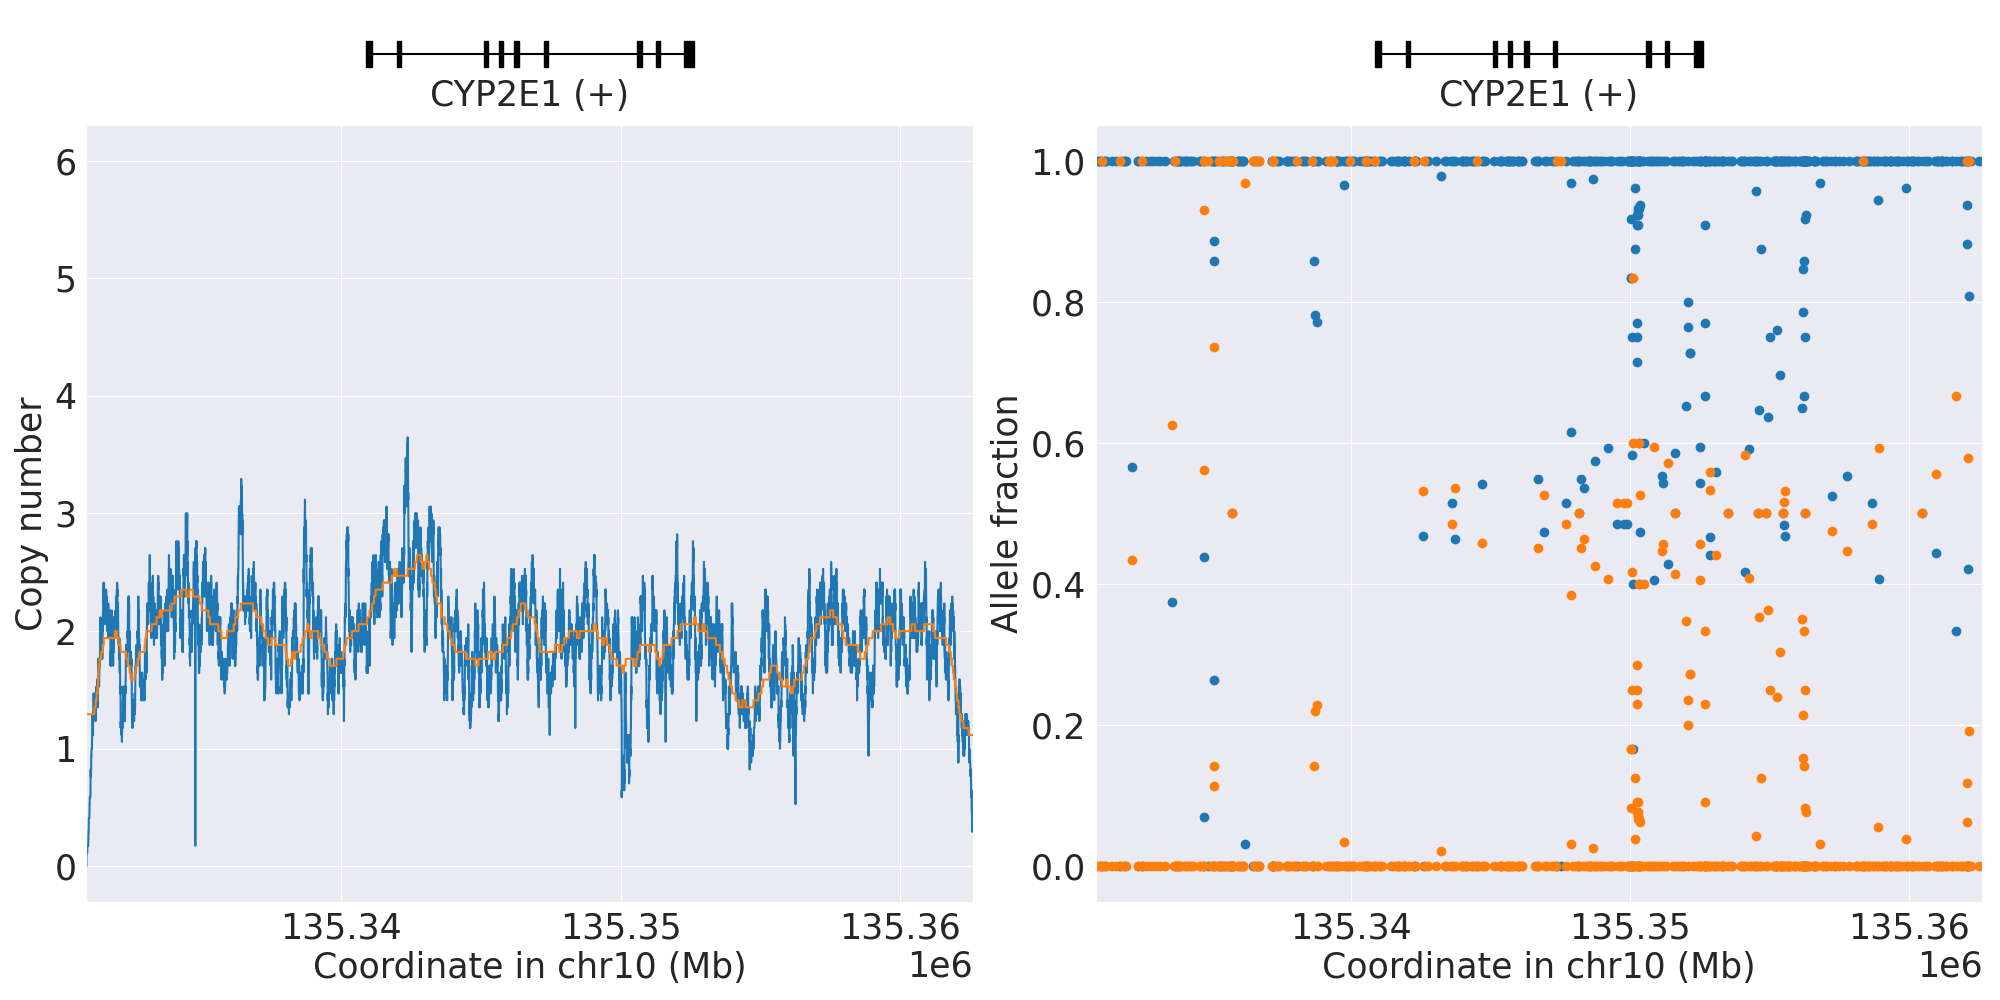 CYP2E1 (+)
6
5
4
3
2
1
0
Copy number
135.34 135.35 135.36
Coordinate in chr10 (Mb)
1e6
CYP2E1 (+)
1.0
0.8
0.6
0.4
0.2
0.0
Allele fraction
135.34 135.35 135.36
Coordinate in chr10 (Mb)
1e6